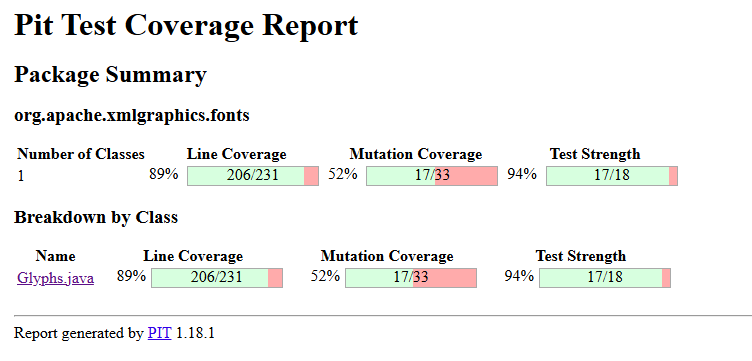 Pit Test Coverage Report
Package Summary
org.apache.xmlgraphics.fonts
Number of Classes Line Coverage Mutation Coverage Test Strength
1 89% 206/231 52% 17/33 94% 17/18
Breakdown by Class
Name Line Coverage Mutation Coverage Test Strength
Glyphs.java 89% 206/231 52% 17/33 94% 17/18
Report generated by PIT 1.18.1